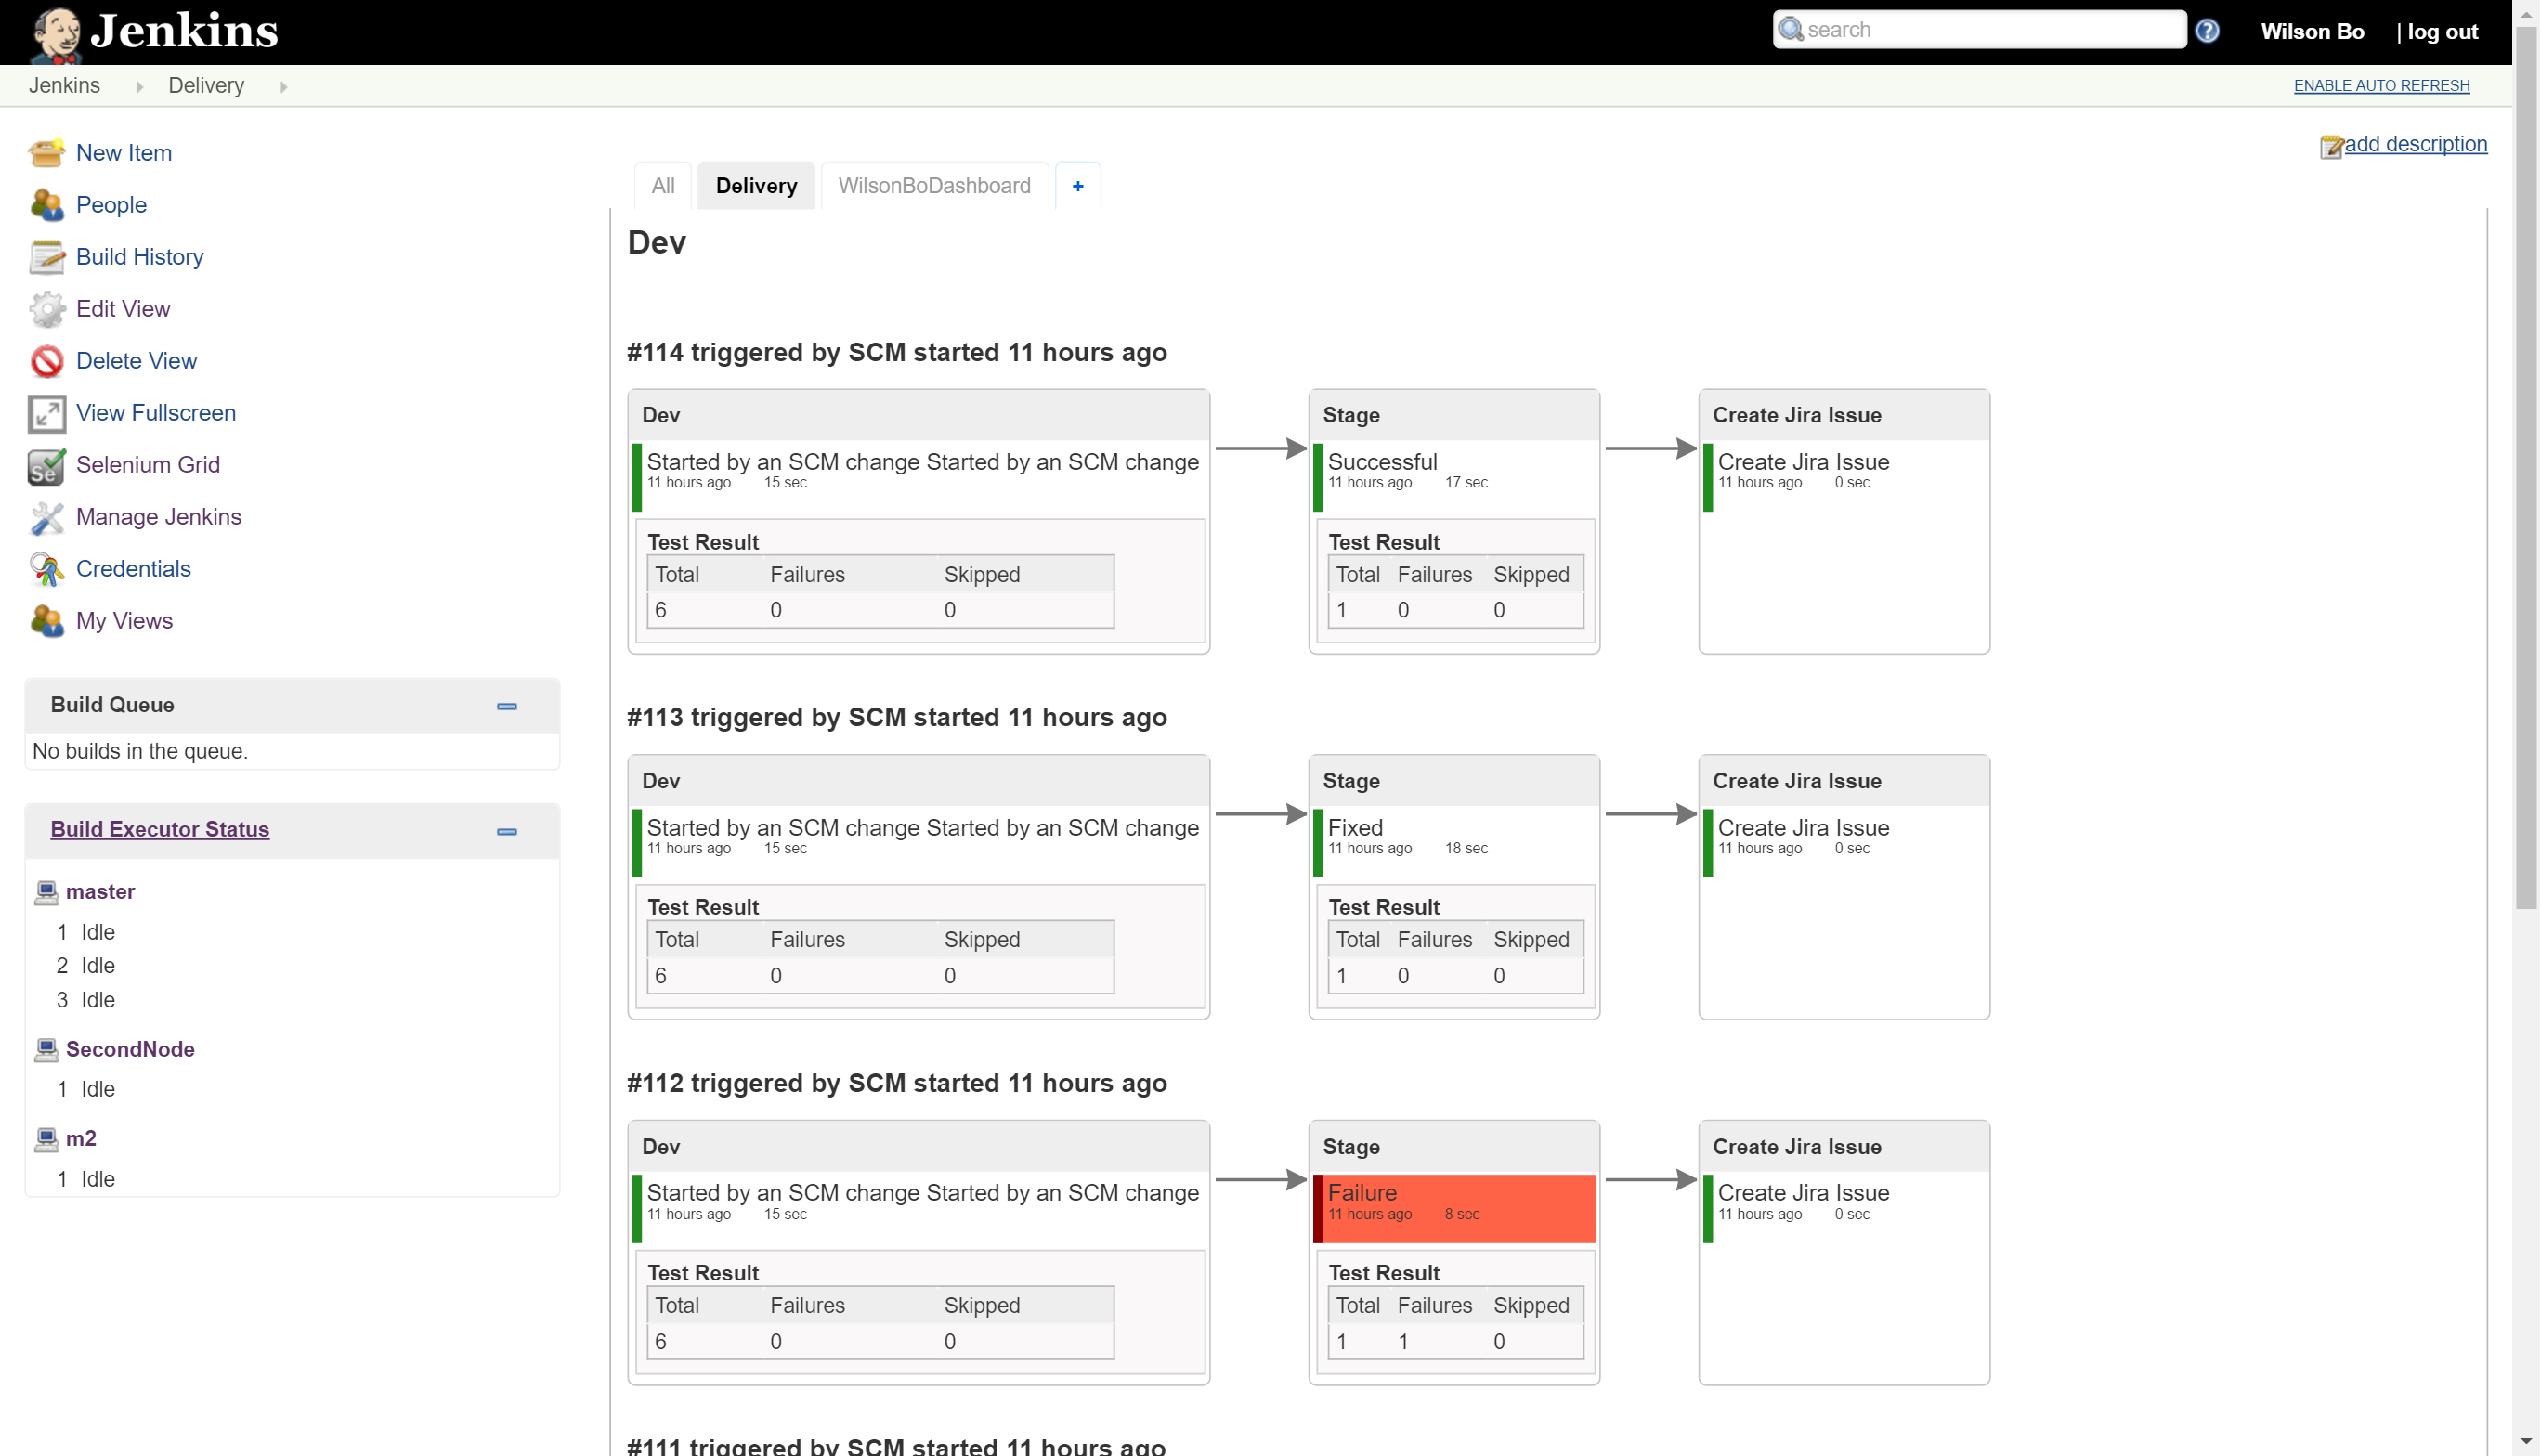 Jenkins
search
Wilson Bo
| log out
Jenkins
Delivery
ENABLE AUTO REFRESH
New Item
People
Build History
Edit View
Delete View
View Fullscreen
Se
Selenium Grid
Manage Jenkins
Credentials
My Views
Build Queue
No builds in the queue.
Build Executor Status
master
1 Idle
2 Idle
3 Idle
SecondNode
1 Idle
m2
1 Idle
add description
All
Delivery
WilsonBoDashboard
+
Dev
#114 triggered by SCM started 11 hours ago
Dev
Started by an SCM change Started by an SCM change
11 hours ago 15 sec
Test Result
Total Failures Skipped
6 0 0
Stage
Successful
11 hours ago 17 sec
Test Result
Total Failures Skipped
1 0 0
Create Jira Issue
Create Jira Issue
11 hours ago 0 sec
#113 triggered by SCM started 11 hours ago
Dev
Started by an SCM change Started by an SCM change
11 hours ago 15 sec
Test Result
Total Failures Skipped
6 0 0
Stage
Fixed
11 hours ago 18 sec
Test Result
Total Failures Skipped
1 0 0
Create Jira Issue
Create Jira Issue
11 hours ago 0 sec
#112 triggered by SCM started 11 hours ago
Dev
Started by an SCM change Started by an SCM change
11 hours ago 15 sec
Test Result
Total Failures Skipped
6 0 0
Stage
Failure
11 hours ago 8 sec
Test Result
Total Failures Skipped
1 1 0
Create Jira Issue
Create Jira Issue
11 hours ago 0 sec
#111 triggered by SCM started 11 hours ago